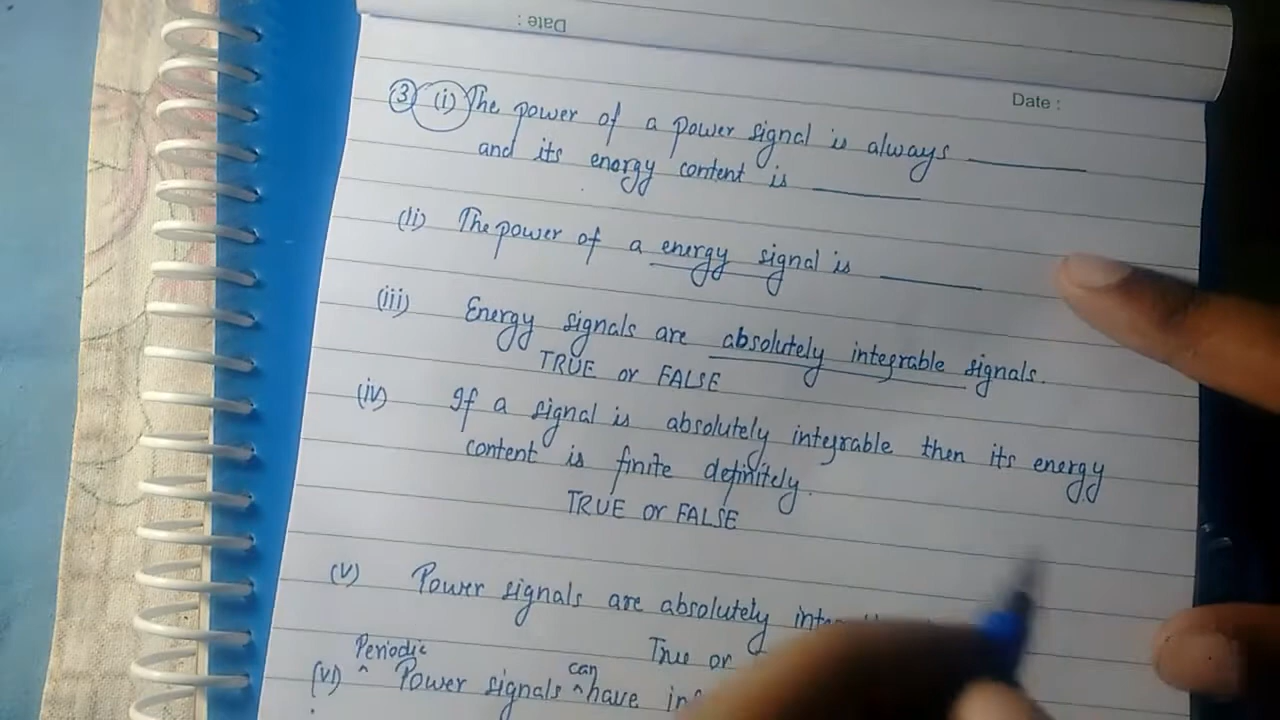 Date :
Date :
③ (i) The power of a power signal is always ______
and its energy content is ______
(ii) The power of a energy signal is ______
(iii) Energy signals are absolutely integrable signals.
TRUE or FALSE
(iv) If a signal is absolutely integrable then its energy
content is finite definitely.
TRUE or FALSE
(v) Power signals are absolutely
True or
Periodic can
(vi) ^ Power signals ^ have